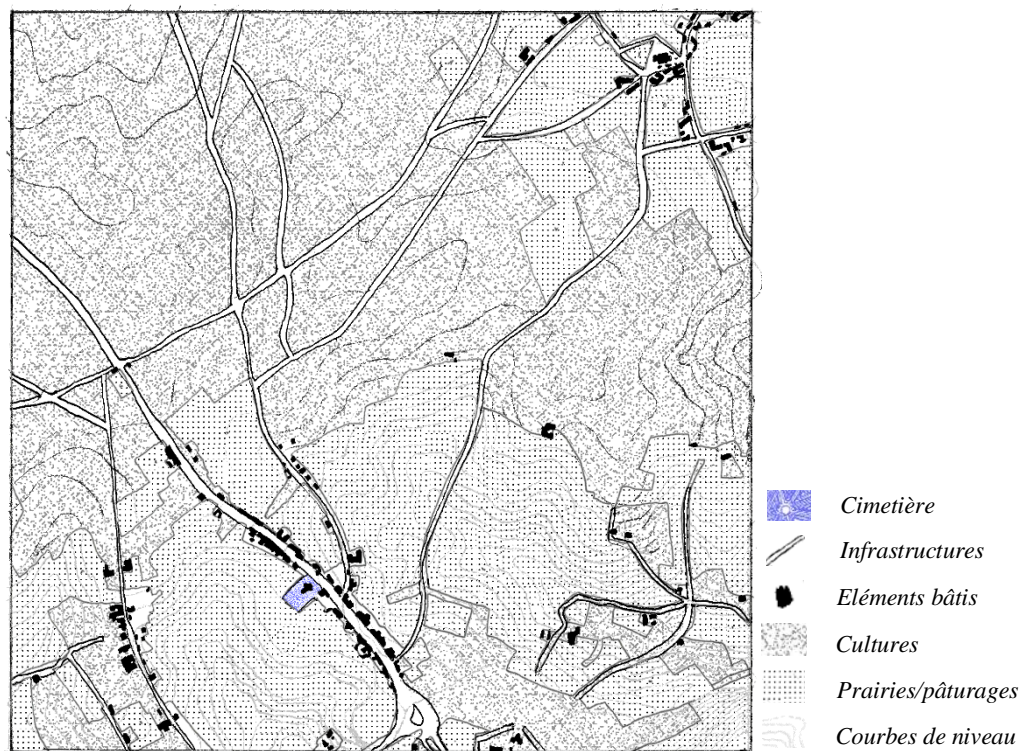 Cimetière
Infrastructures
Eléments bâtis
Cultures
Prairies/pâturages
Courbes de niveau